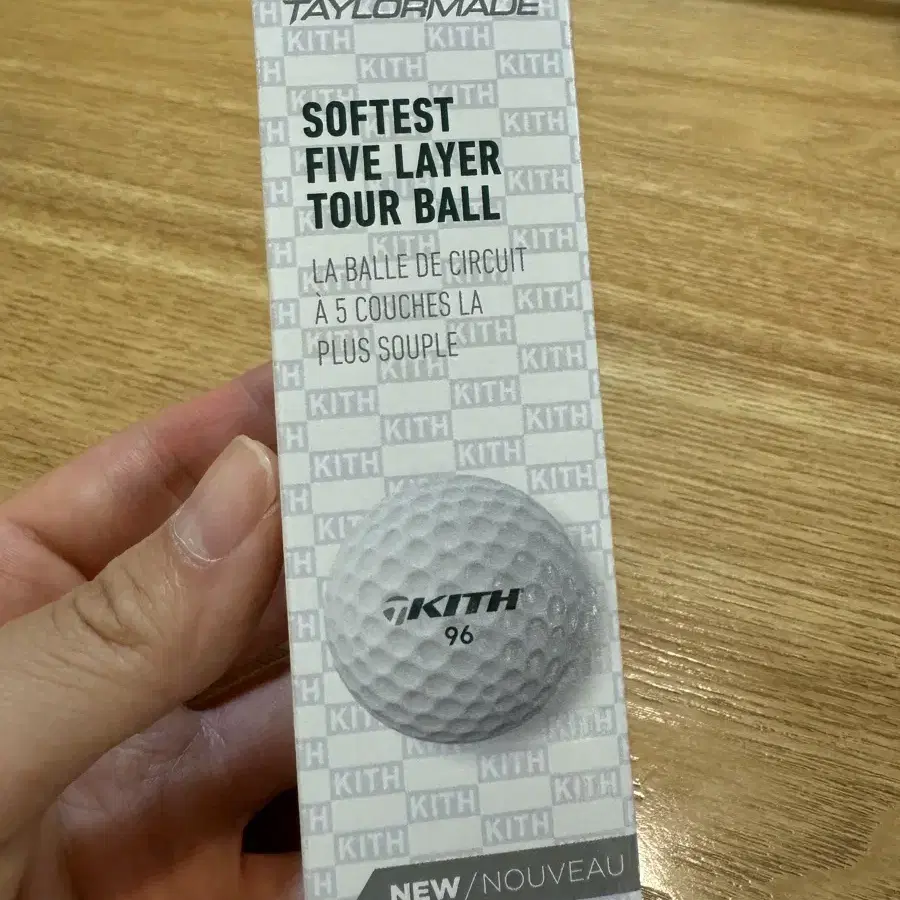 TAYLORMADE
SOFTEST
FIVE LAYER
TOUR BALL
LA BALLE DE CIRCUIT
À 5 COUCHES LA
PLUS SOUPLE
KITH
96
NEW/NOUVEAU